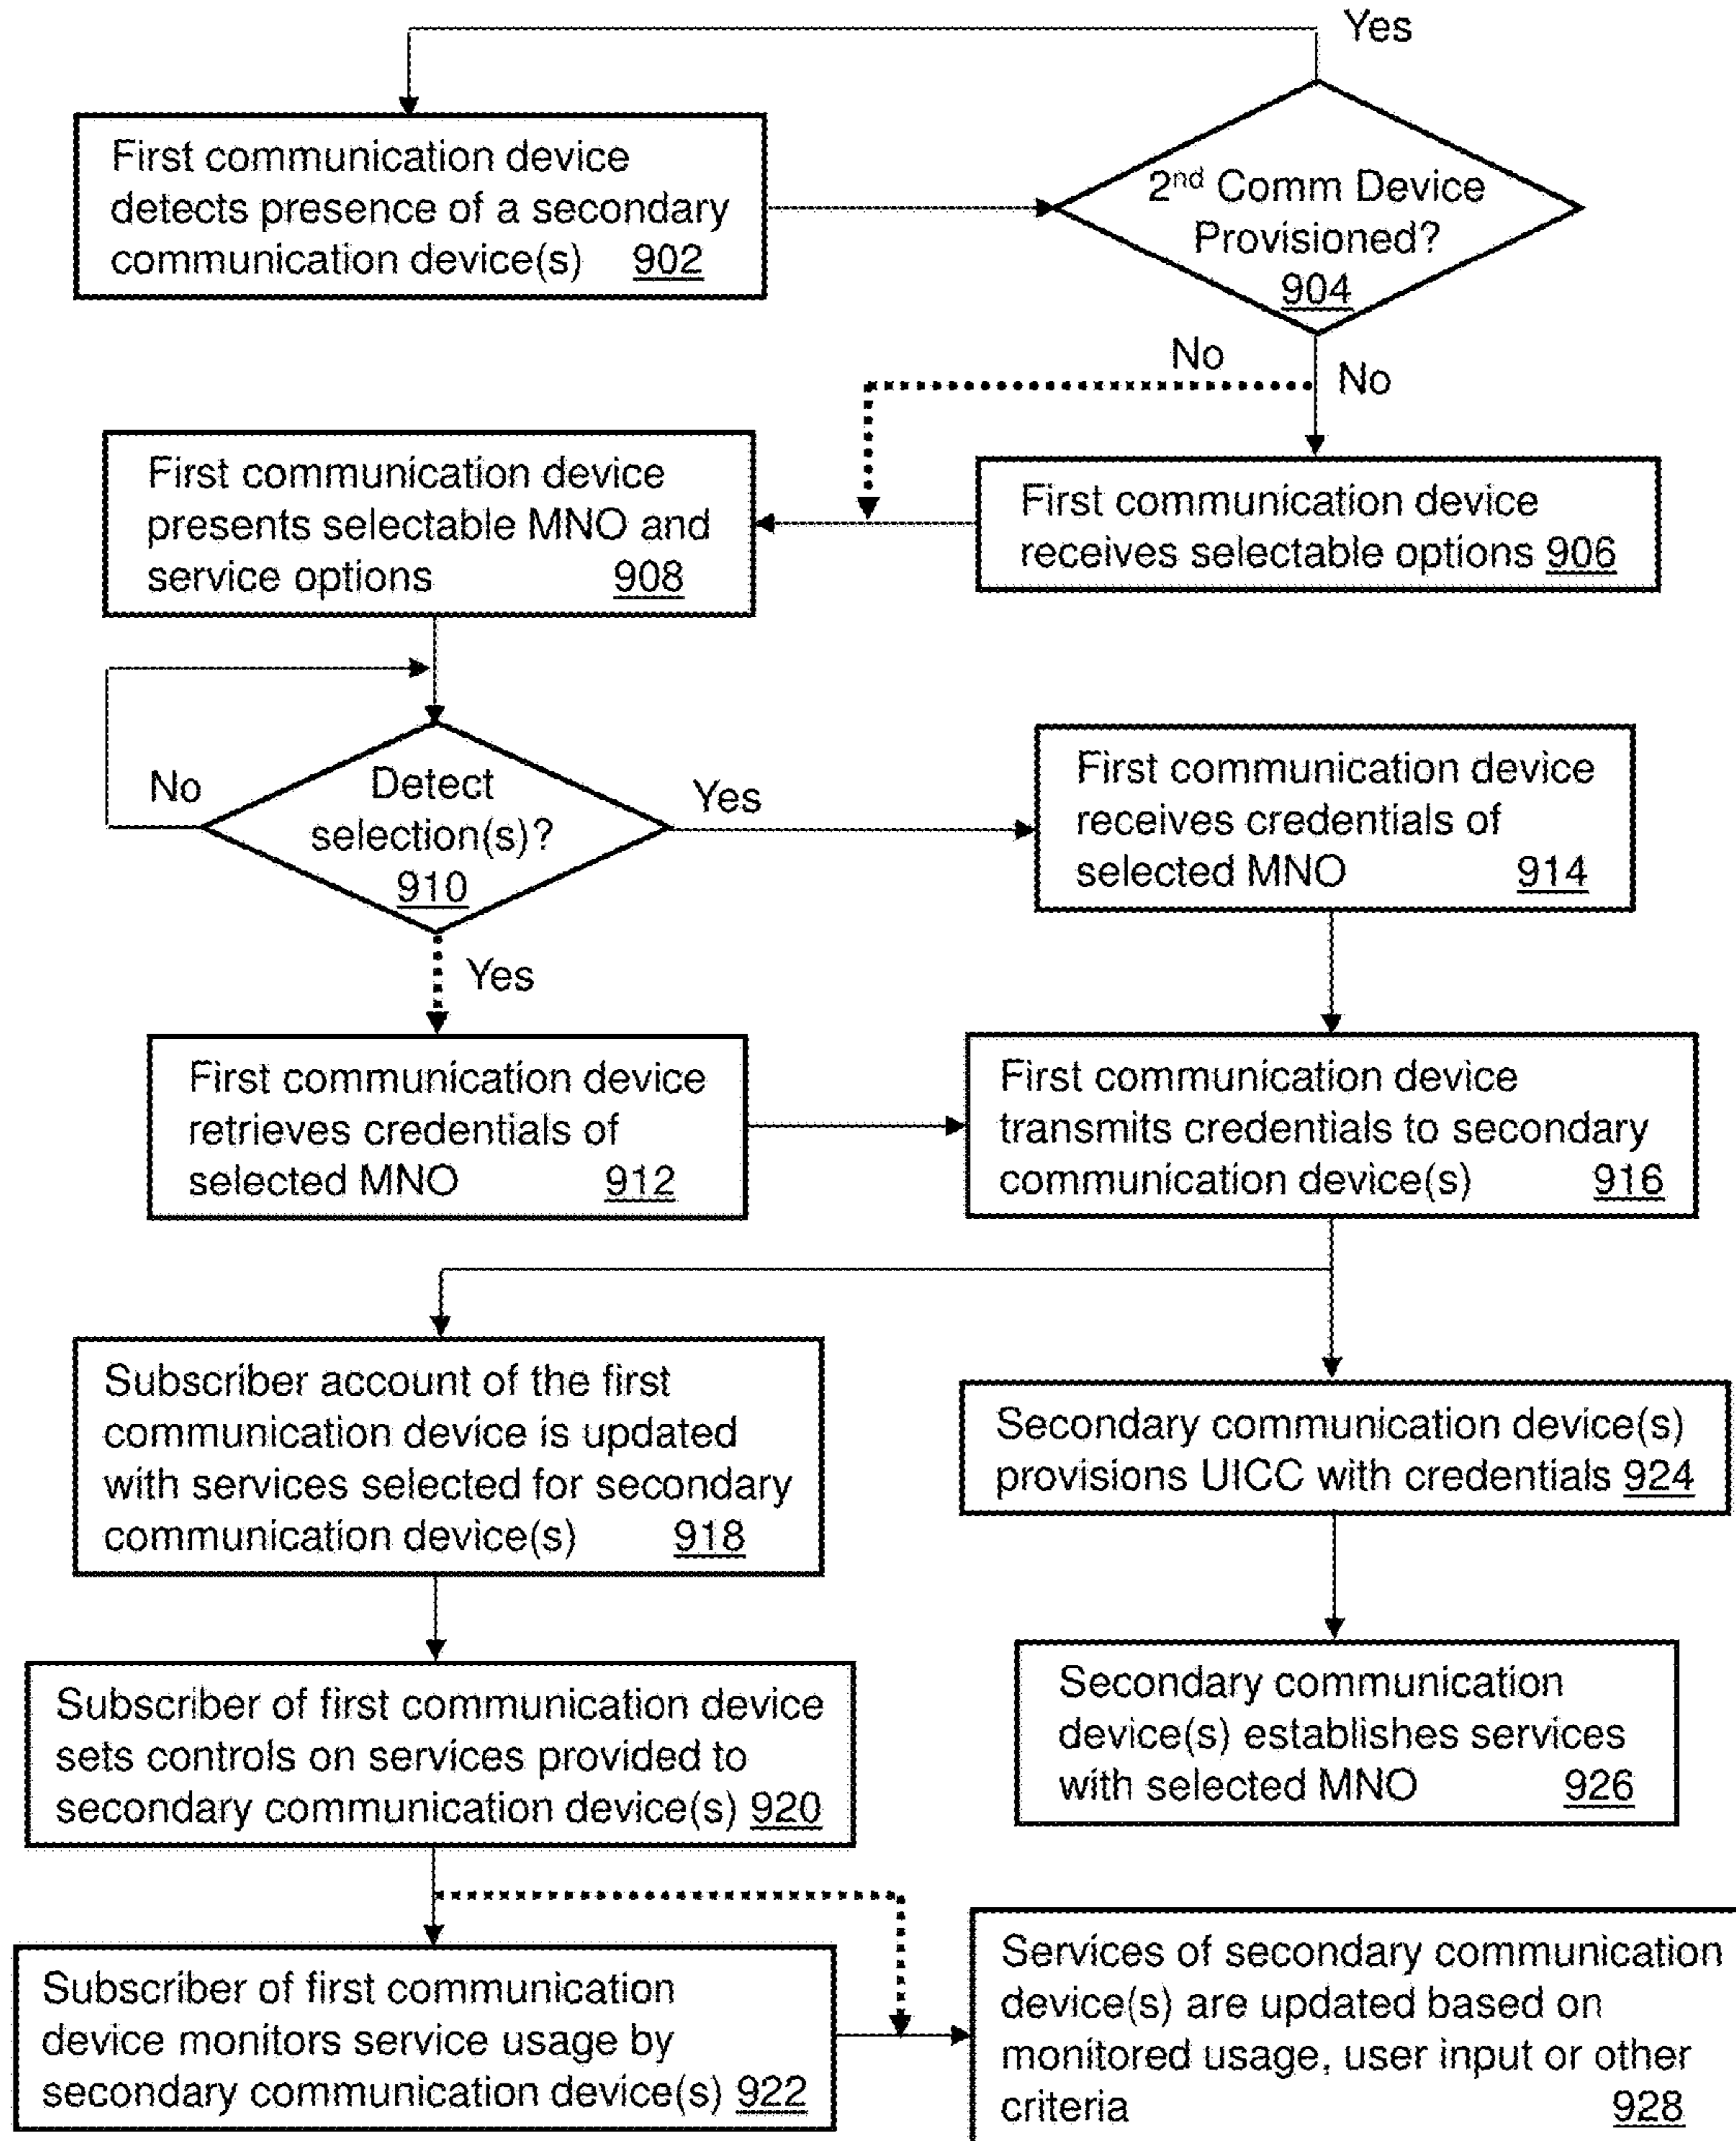 Yes
First communication device
detects presence of a secondary
communication device(s) 902
2nd Comm Device
Provisioned?
904
No
No
First communication device
presents selectable MNO and
service options 908
First communication device
receives selectable options 906
No
Detect
selection(s)?
910
Yes
First communication device
receives credentials of
selected MNO 914
Yes
First communication device
retrieves credentials of
selected MNO 912
First communication device
transmits credentials to secondary
communication device(s) 916
Subscriber account of the first
communication device is updated
with services selected for secondary
communication device(s) 918
Secondary communication device(s)
provisions UICC with credentials 924
Subscriber of first communication device
sets controls on services provided to
secondary communication device(s) 920
Secondary communication
device(s) establishes services
with selected MNO 926
Subscriber of first communication
device monitors service usage by
secondary communication device(s) 922
Services of secondary communication
device(s) are updated based on
monitored usage, user input or other
criteria 928